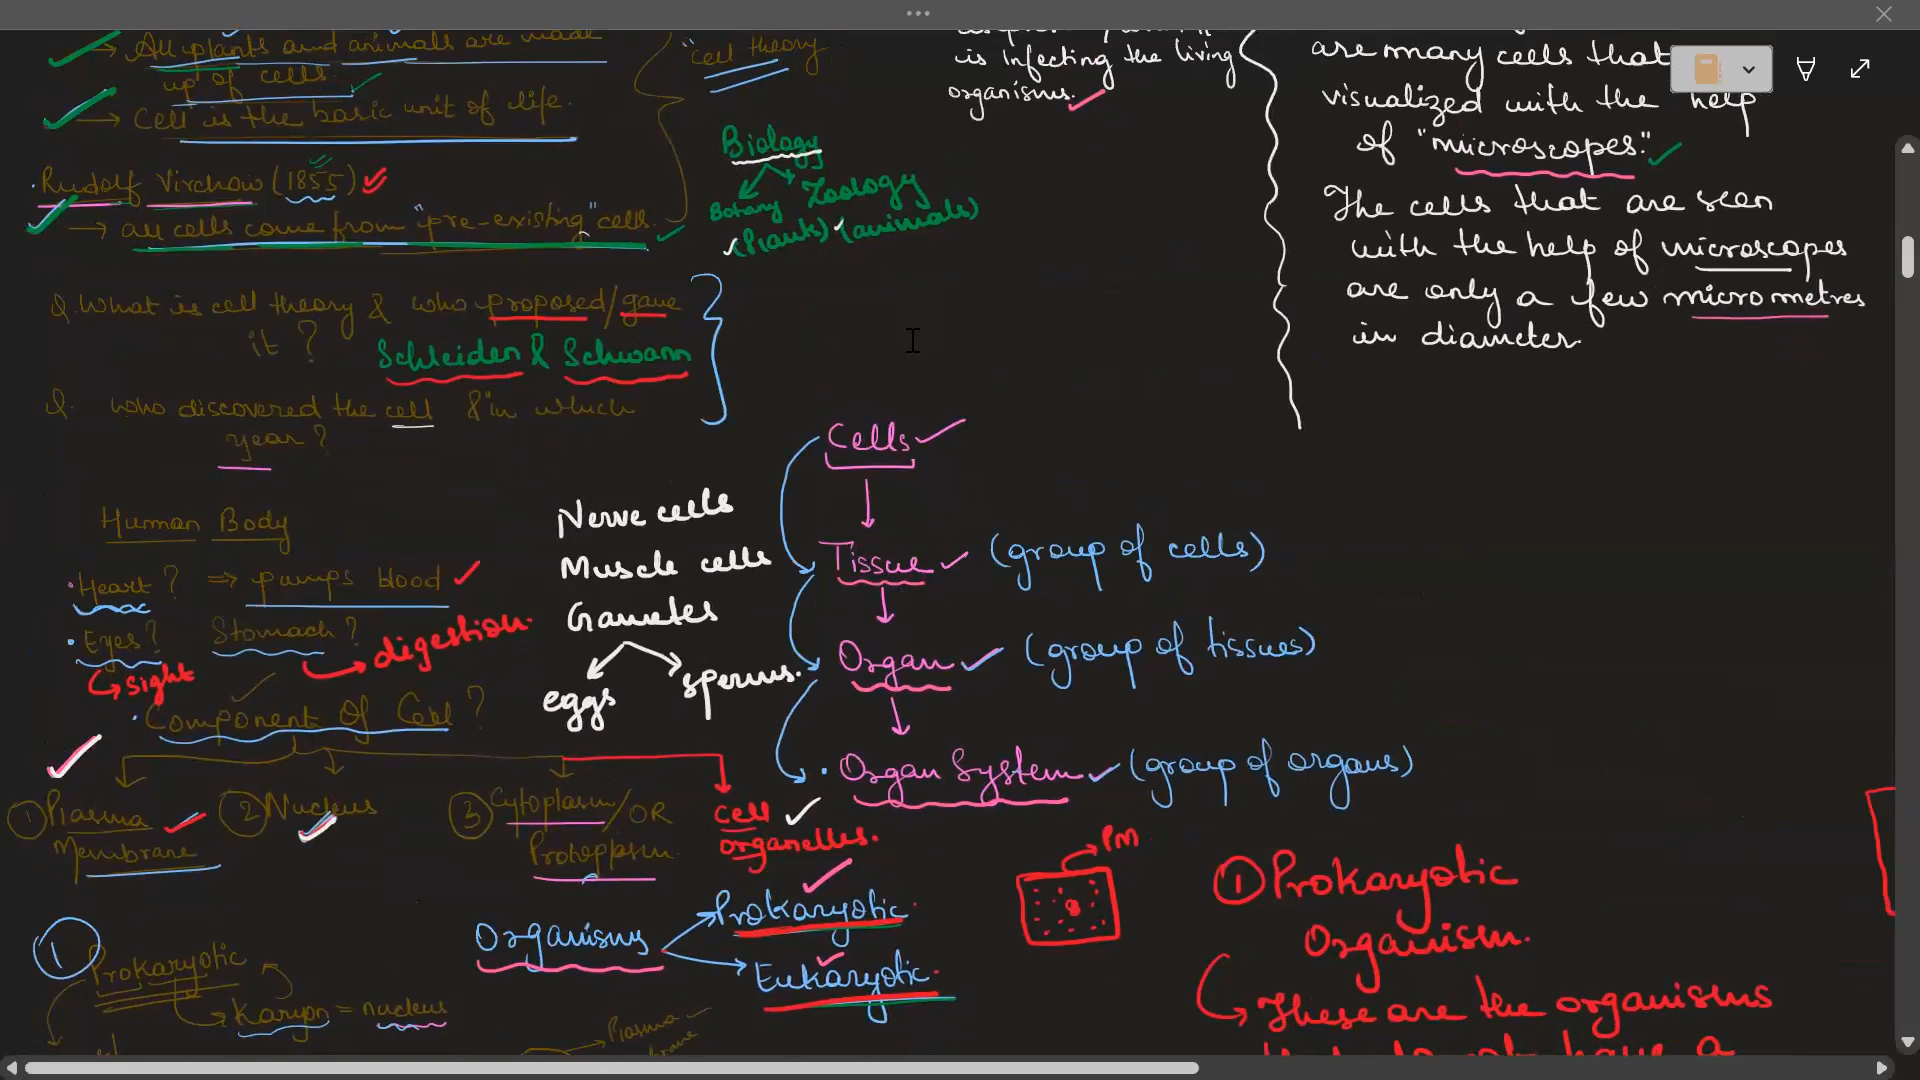 → All plants and animals are made
up of cells.
→ Cell is the basic unit of life.
"cell theory
· Rudolf Virchow (1855)
→ all cells come from "pre-existing" cells.
Biology
Botany Zoology
(Plants) (animals)
is infecting the living
organisms.
are many cells that
visualized with the help
of "microscopes."
The cells that are seen
with the help of microscopes
are only a few micrometres
in diameter.
Q. What is cell theory & who proposed/gave
it ?
Schleiden & Schwann
Q. who discovered the cell & in which
year?
Human Body
· Heart ? ⇒ pumps blood
· Eyes ? Stomach ?
↳ sight
→ digestion.
Nerve cells
Muscle cells
Gametes
eggs sperms.
Cells
Tissue (group of cells)
Organ (group of tissues)
· Organ System (group of organs)
· Component Of Cell ?
① Plasma
Membrane
② Nucleus
③ Cytoplasm / OR
Protoplasm
Cell
organelles.
Organisms
Prokaryotic
Eukaryotic
PM
① Prokaryotic
Organism.
→ These are the organisms
have a
1
Prokaryotic
→ Karyon = nucleus
Plasma